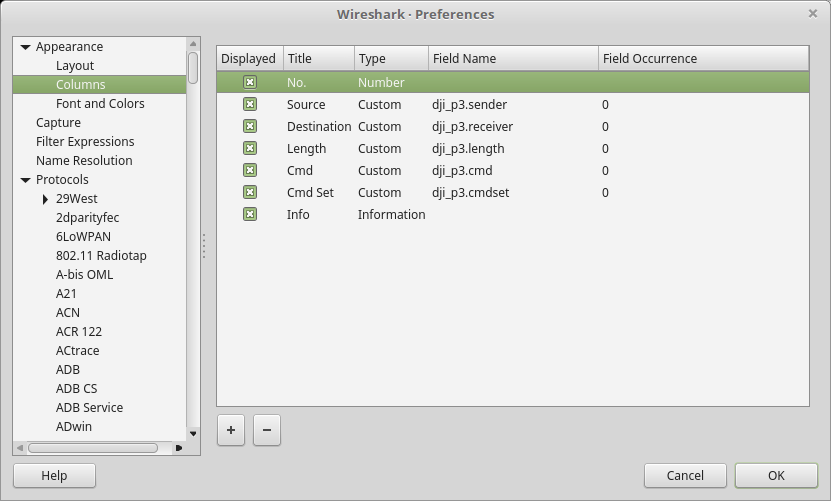 Wireshark · Preferences
Appearance
Layout
Columns
Font and Colors
Capture
Filter Expressions
Name Resolution
Protocols
29West
2dparityfec
6LoWPAN
802.11 Radiotap
A-bis OML
A21
ACN
ACR 122
ACtrace
ADB
ADB CS
ADB Service
ADwin
Displayed Title Type Field Name Field Occurrence
No. Number
Source Custom dji_p3.sender 0
Destination Custom dji_p3.receiver 0
Length Custom dji_p3.length 0
Cmd Custom dji_p3.cmd 0
Cmd Set Custom dji_p3.cmdset 0
Info Information
Help Cancel OK